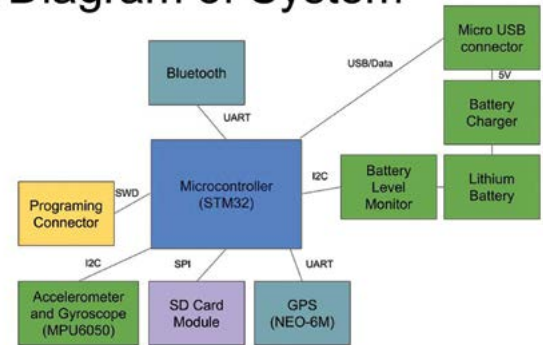 Diagram of System
Micro USB
connector
USB/Data
5V
Bluetooth
Battery
Charger
UART
Microcontroller
(STM32)
I2C
Battery
Level
Monitor
Lithium
Battery
SWD
Programing
Connector
I2C
SPI
UART
Accelerometer
and Gyroscope
(MPU6050)
SD Card
Module
GPS
(NEO-6M)